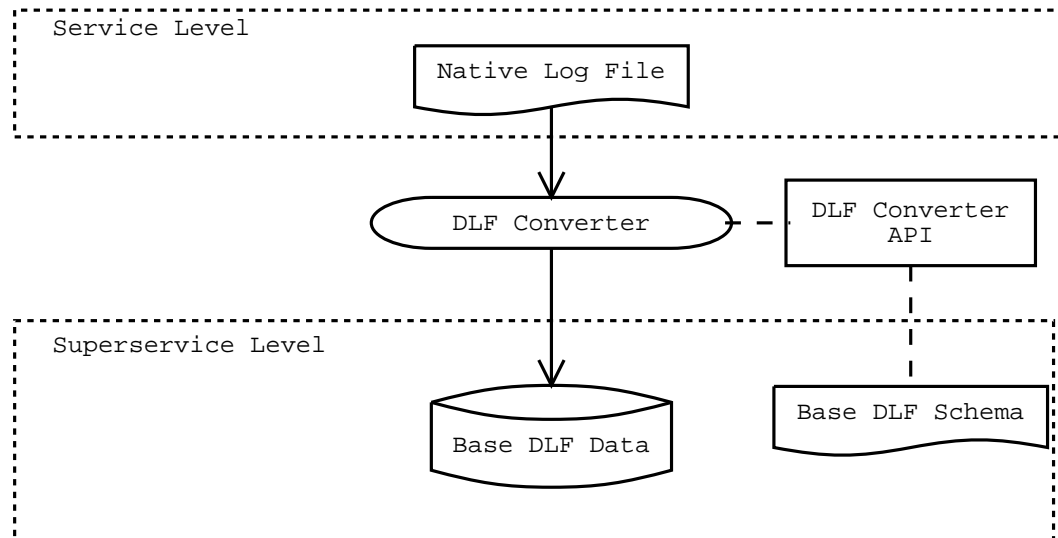 Service Level
Native Log File
DLF Converter
DLF Converter
API
Superservice Level
Base DLF Schema
Base DLF Data